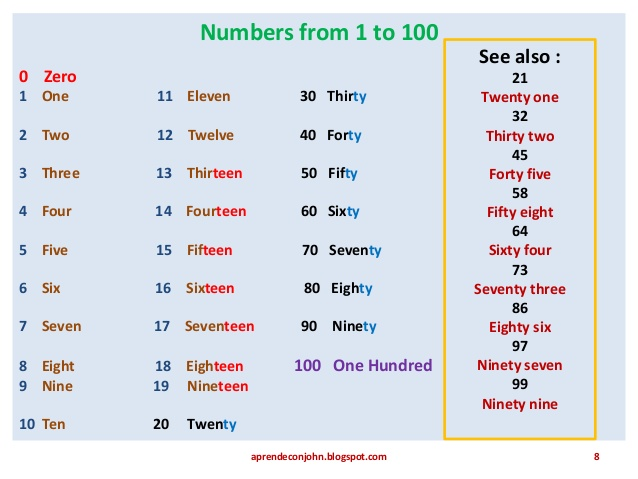 Numbers from 1 to 100
0 Zero
1 One
2 Two
3 Three
4 Four
5 Five
6 Six
7 Seven
8 Eight
9 Nine
10 Ten
11 Eleven
12 Twelve
13 Thirteen
14 Fourteen
15 Fifteen
16 Sixteen
17 Seventeen
18 Eighteen
19 Nineteen
20 Twenty
30 Thirty
40 Forty
50 Fifty
60 Sixty
70 Seventy
80 Eighty
90 Ninety
100 One Hundred
See also :
21
Twenty one
32
Thirty two
45
Forty five
58
Fifty eight
64
Sixty four
73
Seventy three
86
Eighty six
97
Ninety seven
99
Ninety nine
aprendeconjohn.blogspot.com
8